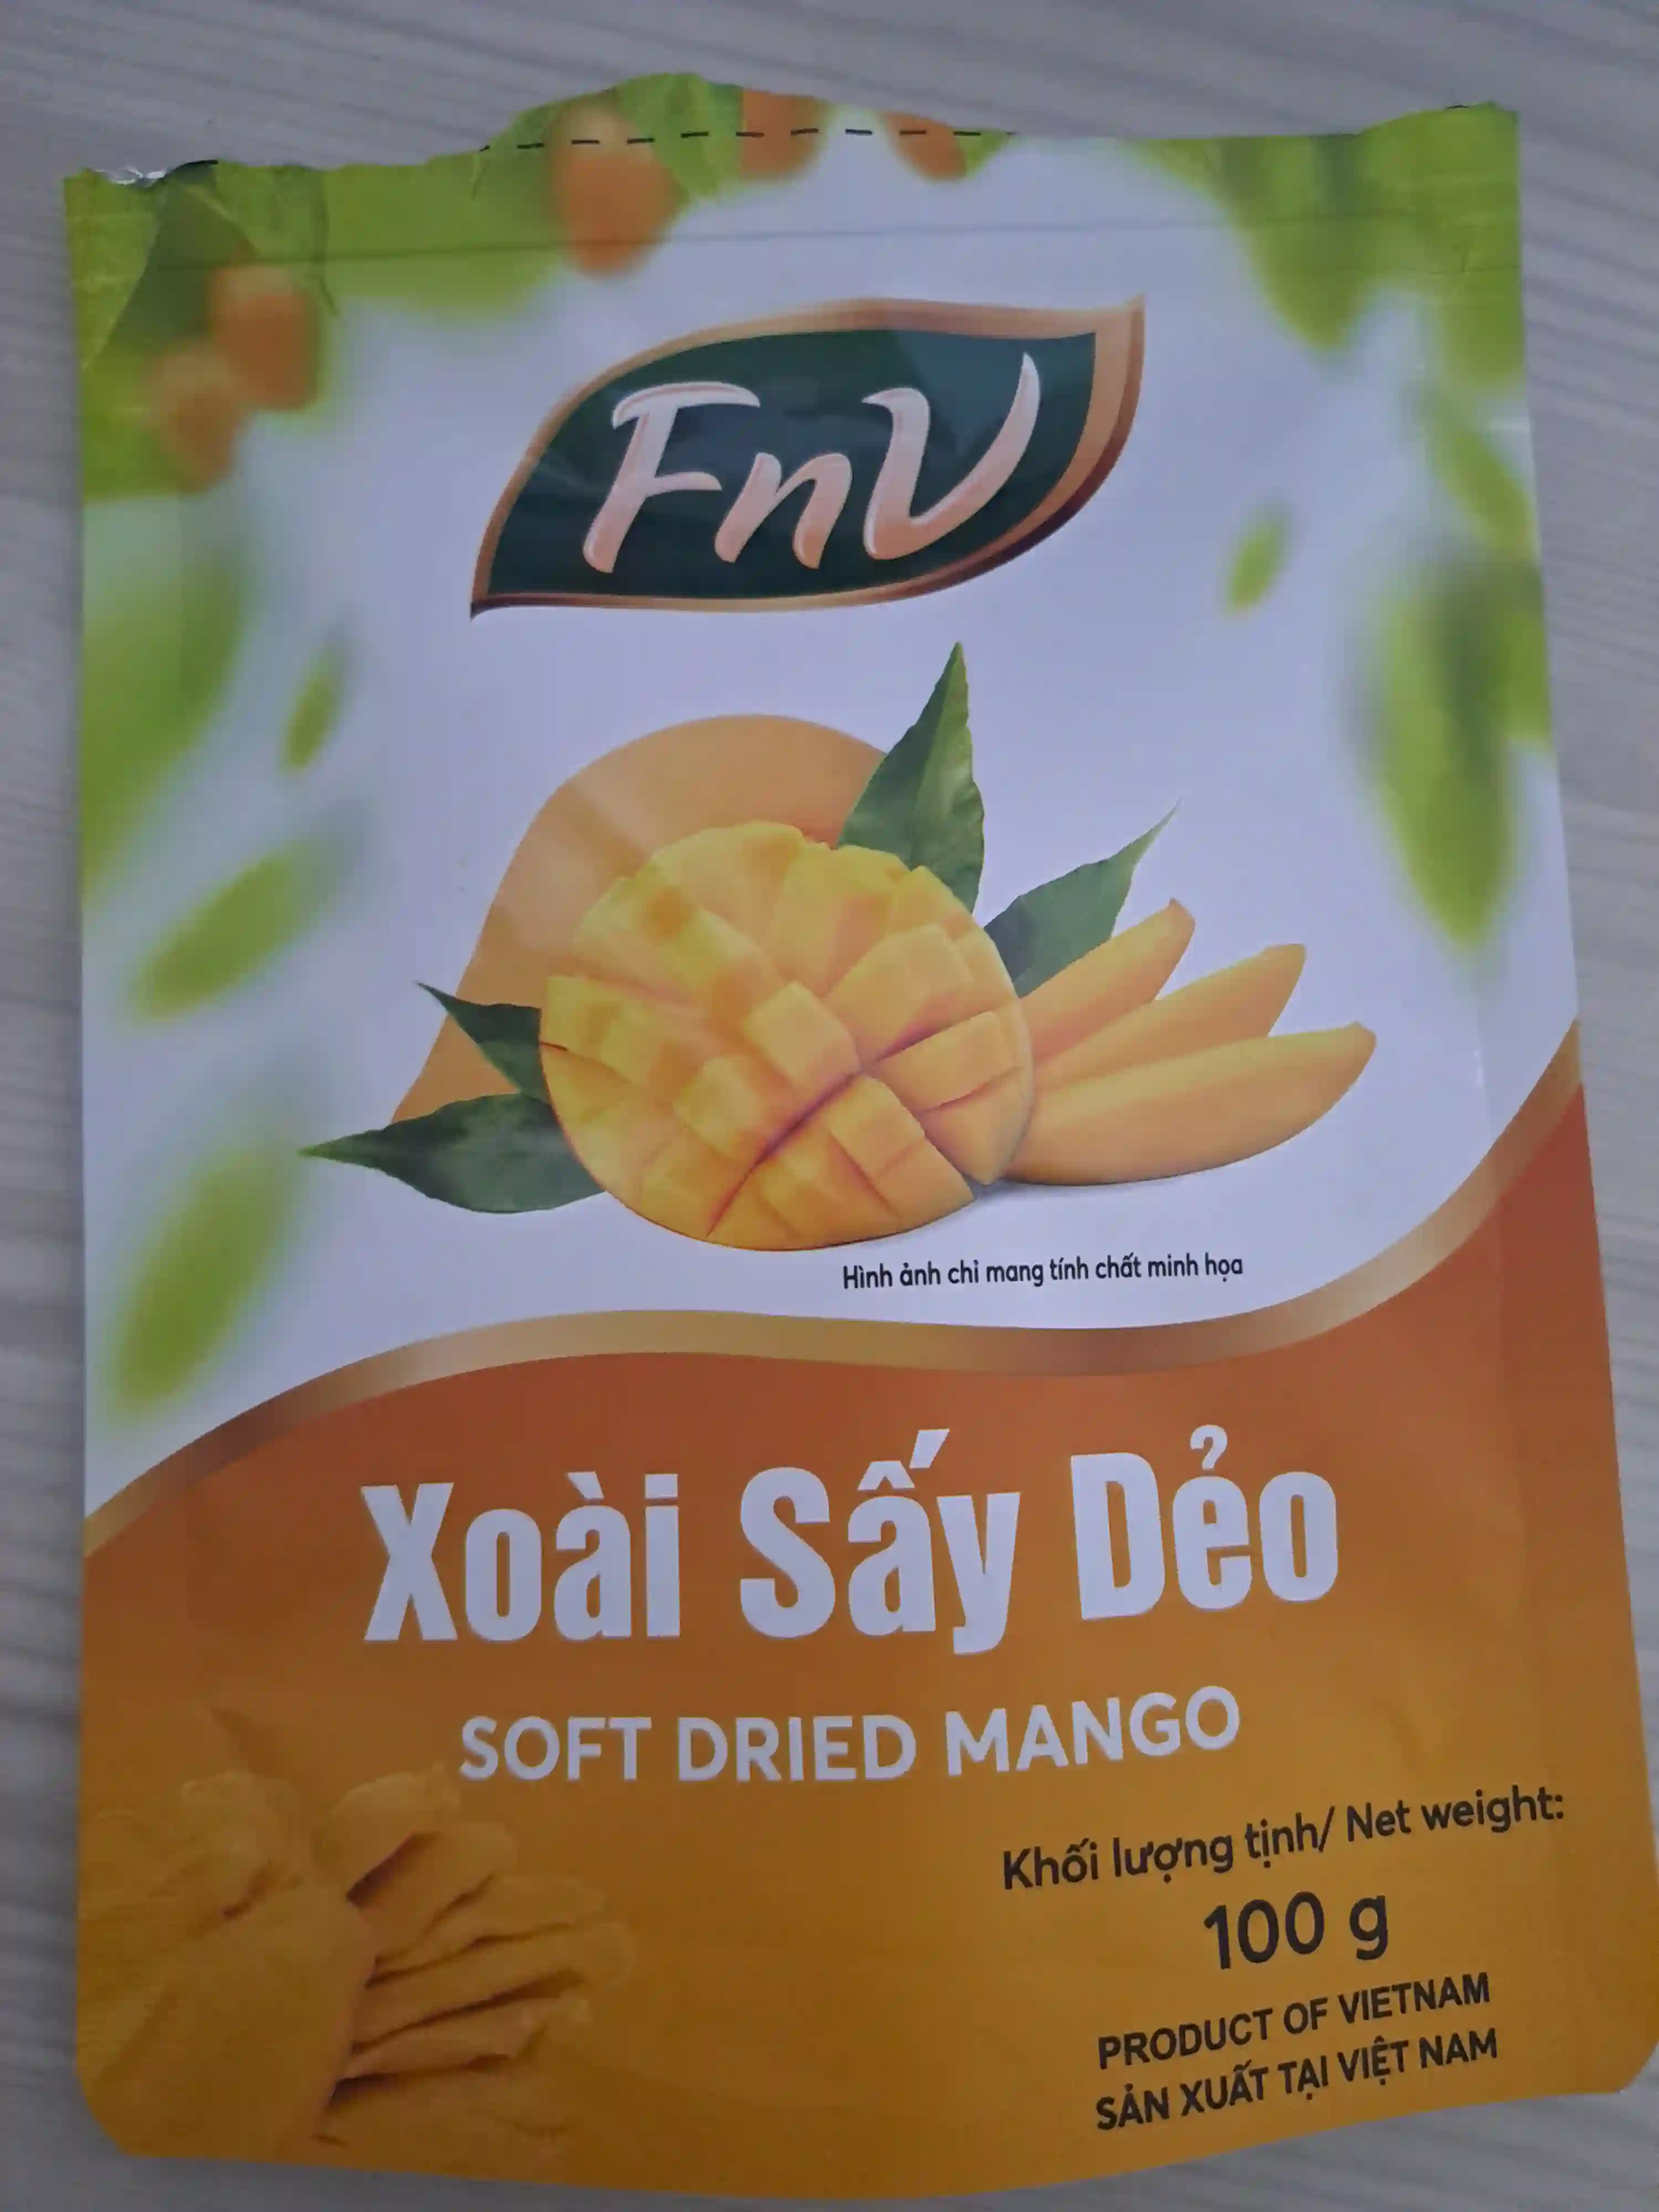 FnV
Hình ảnh chỉ mang tính chất minh họa
Xoài Sấy Dẻo
SOFT DRIED MANGO
Khối lượng tịnh/ Net weight:
100 g
PRODUCT OF VIETNAM
SẢN XUẤT TẠI VIỆT NAM